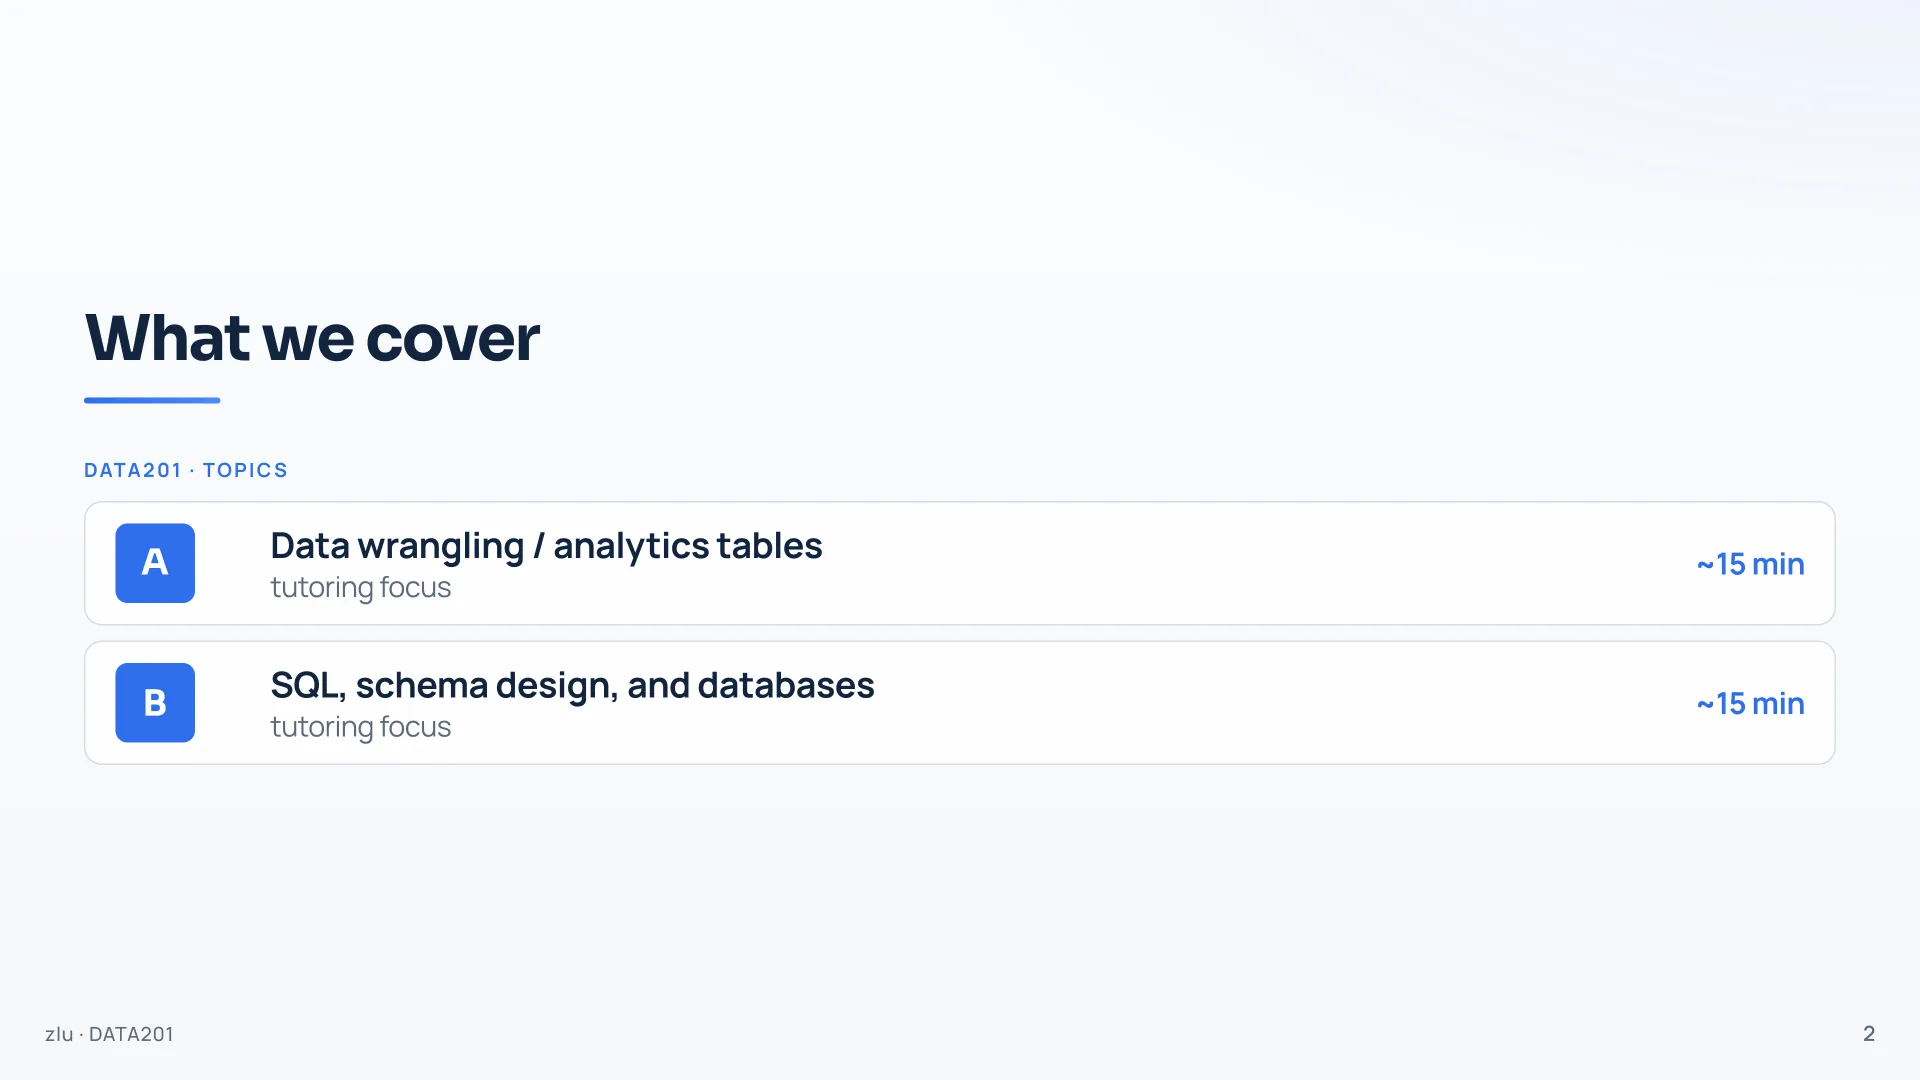 What we cover
DATA201 · TOPICS
A
Data wrangling / analytics tables
tutoring focus
~15 min
B
SQL, schema design, and databases
tutoring focus
~15 min
zlu · DATA201
2